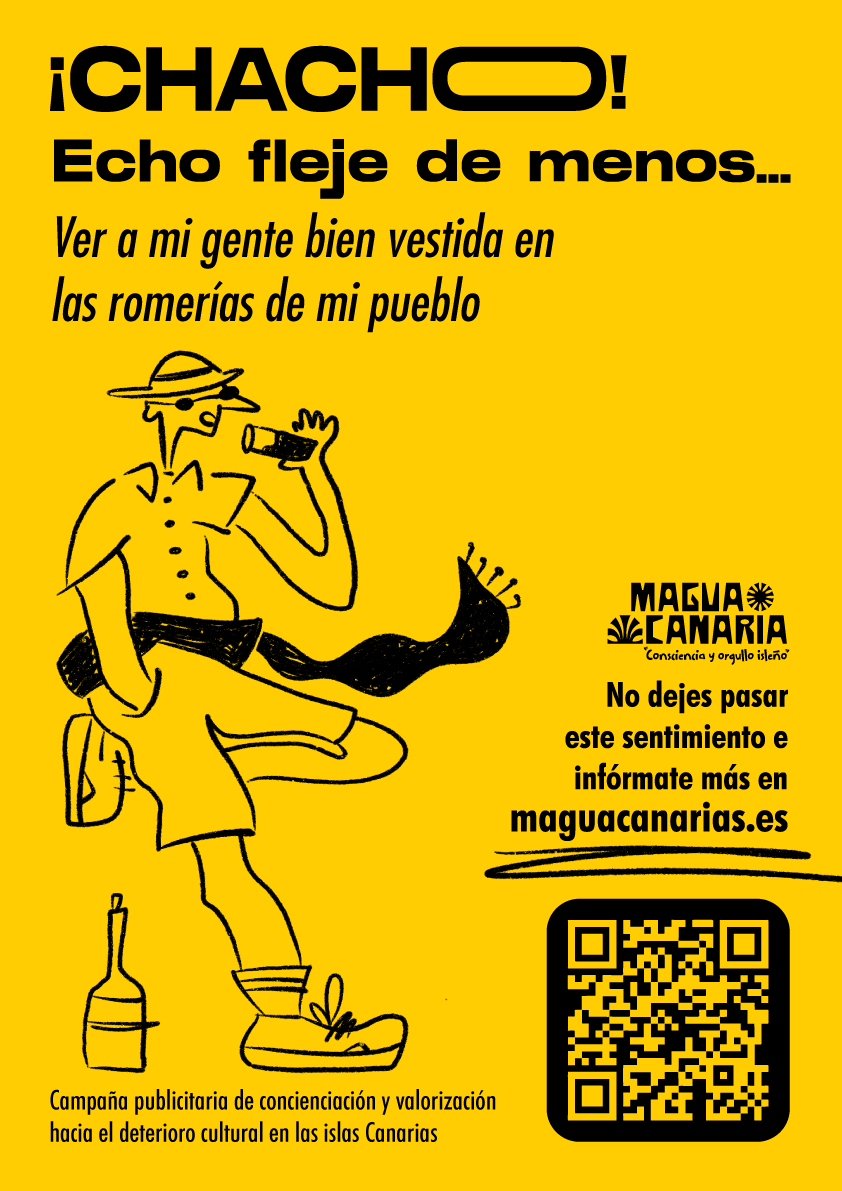 ¡CHACHO!
Echo fleje de menos...
Ver a mi gente bien vestida en
las romerías de mi pueblo
MAGUA
CANARIA
"Consciencia y orgullo isleño"
No dejes pasar
este sentimiento e
infórmate más en
maguacanarias.es
Campaña publicitaria de concienciación y valorización
hacia el deterioro cultural en las islas Canarias